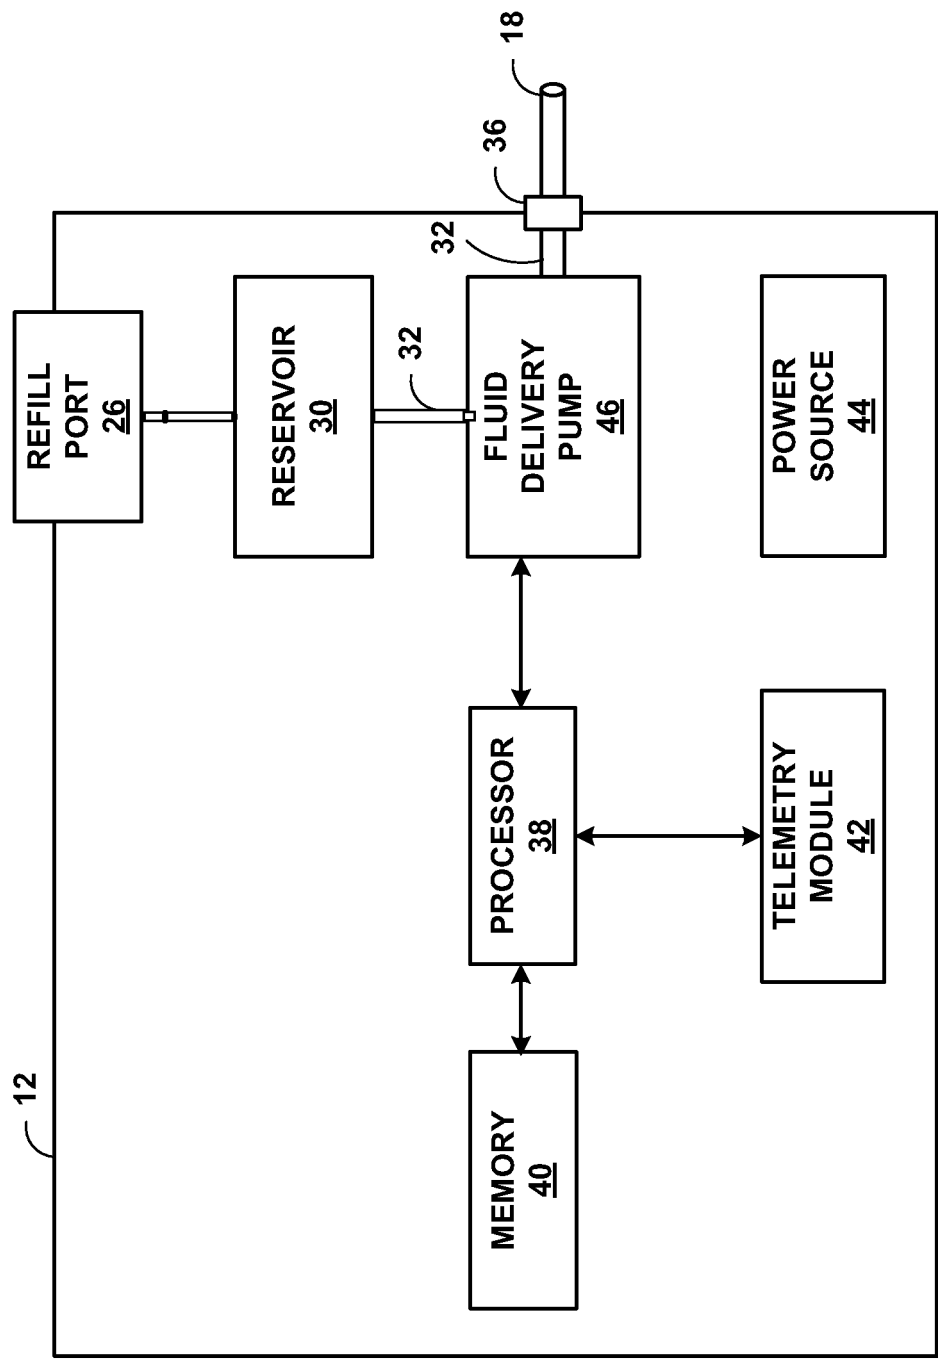 12
REFILL
PORT
26
RESERVOIR
30
32
32
36
18
MEMORY
40
PROCESSOR
38
FLUID
DELIVERY
PUMP
46
TELEMETRY
MODULE
42
POWER
SOURCE
44